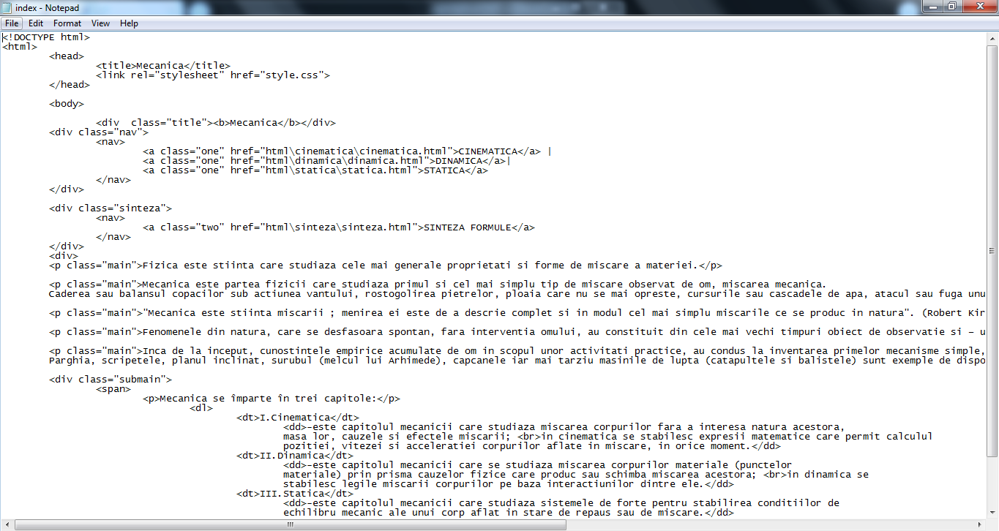 index - Notepad
File Edit Format View Help
<!DOCTYPE html>
<html>
<head>
<title>Mecanica</title>
<link rel="stylesheet" href="style.css">
</head>
<body>
<div  class="title"><b>Mecanica</b></div>
<div class="nav">
<nav>
<a class="one" href="html\cinematica\cinematica.html">CINEMATICA</a> |
<a class="one" href="html\dinamica\dinamica.html">DINAMICA</a>|
<a class="one" href="html\statica\statica.html">STATICA</a>
</nav>
</div>
<div class="sinteza">
<nav>
<a class="two" href="html\sinteza\sinteza.html">SINTEZA FORMULE</a>
</nav>
</div>
<div>
<p class="main">Fizica este stiinta care studiaza cele mai generale proprietati si forme de miscare a materiei.</p>
<p class="main">Mecanica este partea fizicii care studiaza primul si cel mai simplu tip de miscare observat de om, miscarea mecanica.
Caderea sau balansul copacilor sub actiunea vantului, rostogolirea pietrelor, ploaia care nu se mai opreste, cursurile sau cascadele de apa, atacul sau fuga unu
<p class="main">"Mecanica este stiinta miscarii ; menirea ei este de a descrie complet si in modul cel mai simplu miscarile ce se produc in natura". (Robert Kir
<p class="main">Fenomenele din natura, care se desfasoara spontan, fara interventia omului, au constituit din cele mai vechi timpuri obiect de observatie si – u
<p class="main">Inca de la inceput, cunostintele empirice acumulate de om in scopul unor activitati practice, au condus la inventarea primelor mecanisme simple,
Parghia, scripetele, planul inclinat, surubul (melcul lui Arhimede), capcanele iar mai tarziu masinile de lupta (catapultele si balistele) sunt exemple de dispo
<div class="submain">
<span>
<p>Mecanica se împarte în trei capitole:</p>
<dl>
<dt>I.Cinematica</dt>
<dd>-este capitolul mecanicii care studiaza miscarea corpurilor fara a interesa natura acestora,
masa lor, cauzele si efectele miscarii; <br>in cinematica se stabilesc expresii matematice care permit calculul
pozitiei, vitezei si acceleratiei corpurilor aflate in miscare, in orice moment.</dd>
<dt>II.Dinamica</dt>
<dd>-este capitolul mecanicii care se studiaza miscarea corpurilor materiale (punctelor
materiale) prin prisma cauzelor fizice care produc sau schimba miscarea acestora; <br>in dinamica se
stabilesc legile miscarii corpurilor pe baza interactiunilor dintre ele.</dd>
<dt>III.Statica</dt>
<dd>-este capitolul mecanicii care studiaza sistemele de forte pentru stabilirea conditiilor de
echilibru mecanic ale unui corp aflat in stare de repaus sau de miscare.</dd>